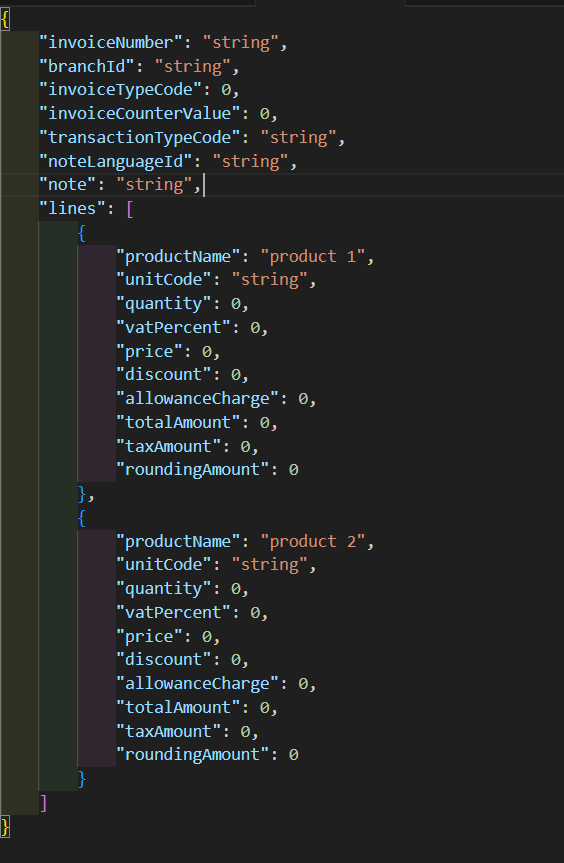 {
    "invoiceNumber": "string",
    "branchId": "string",
    "invoiceTypeCode": 0,
    "invoiceCounterValue": 0,
    "transactionTypeCode": "string",
    "noteLanguageId": "string",
    "note": "string",
    "lines": [
        {
            "productName": "product 1",
            "unitCode": "string",
            "quantity": 0,
            "vatPercent": 0,
            "price": 0,
            "discount": 0,
            "allowanceCharge": 0,
            "totalAmount": 0,
            "taxAmount": 0,
            "roundingAmount": 0
        },
        {
            "productName": "product 2",
            "unitCode": "string",
            "quantity": 0,
            "vatPercent": 0,
            "price": 0,
            "discount": 0,
            "allowanceCharge": 0,
            "totalAmount": 0,
            "taxAmount": 0,
            "roundingAmount": 0
        }
    ]
}